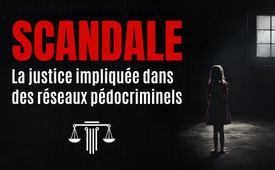 SCANDALE
La justice impliquée dans
des réseaux pédocriminels